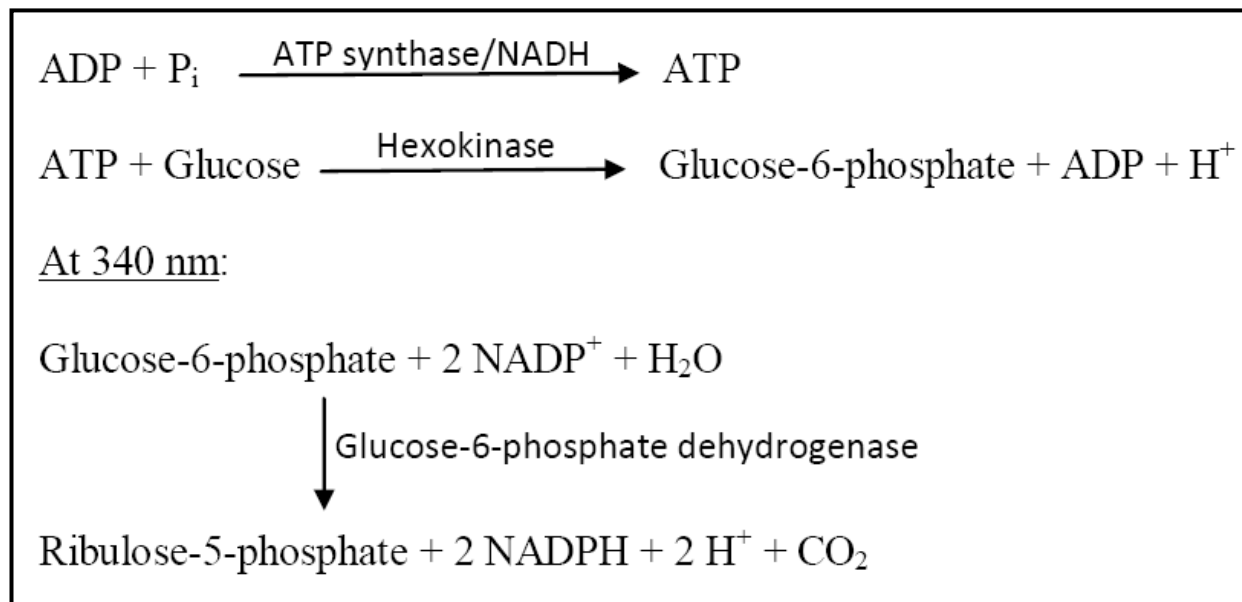 ADP + Pᵢ ATP synthase/NADH ATP
ATP + Glucose Hexokinase Glucose-6-phosphate + ADP + H⁺
At 340 nm:
Glucose-6-phosphate + 2 NADP⁺ + H₂O
Glucose-6-phosphate dehydrogenase
Ribulose-5-phosphate + 2 NADPH + 2 H⁺ + CO₂